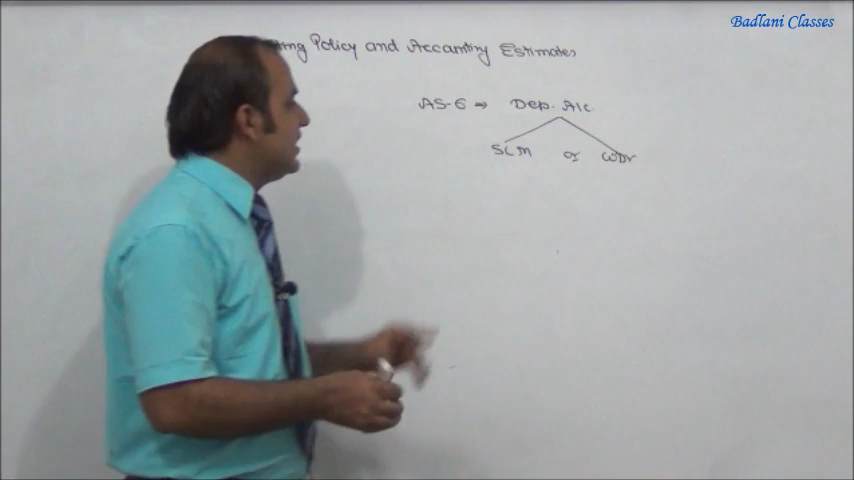 Badlani Classes
Policy and Accounting Estimates
AS-6 ⇒ Dep. A/c.
SLM or WDV